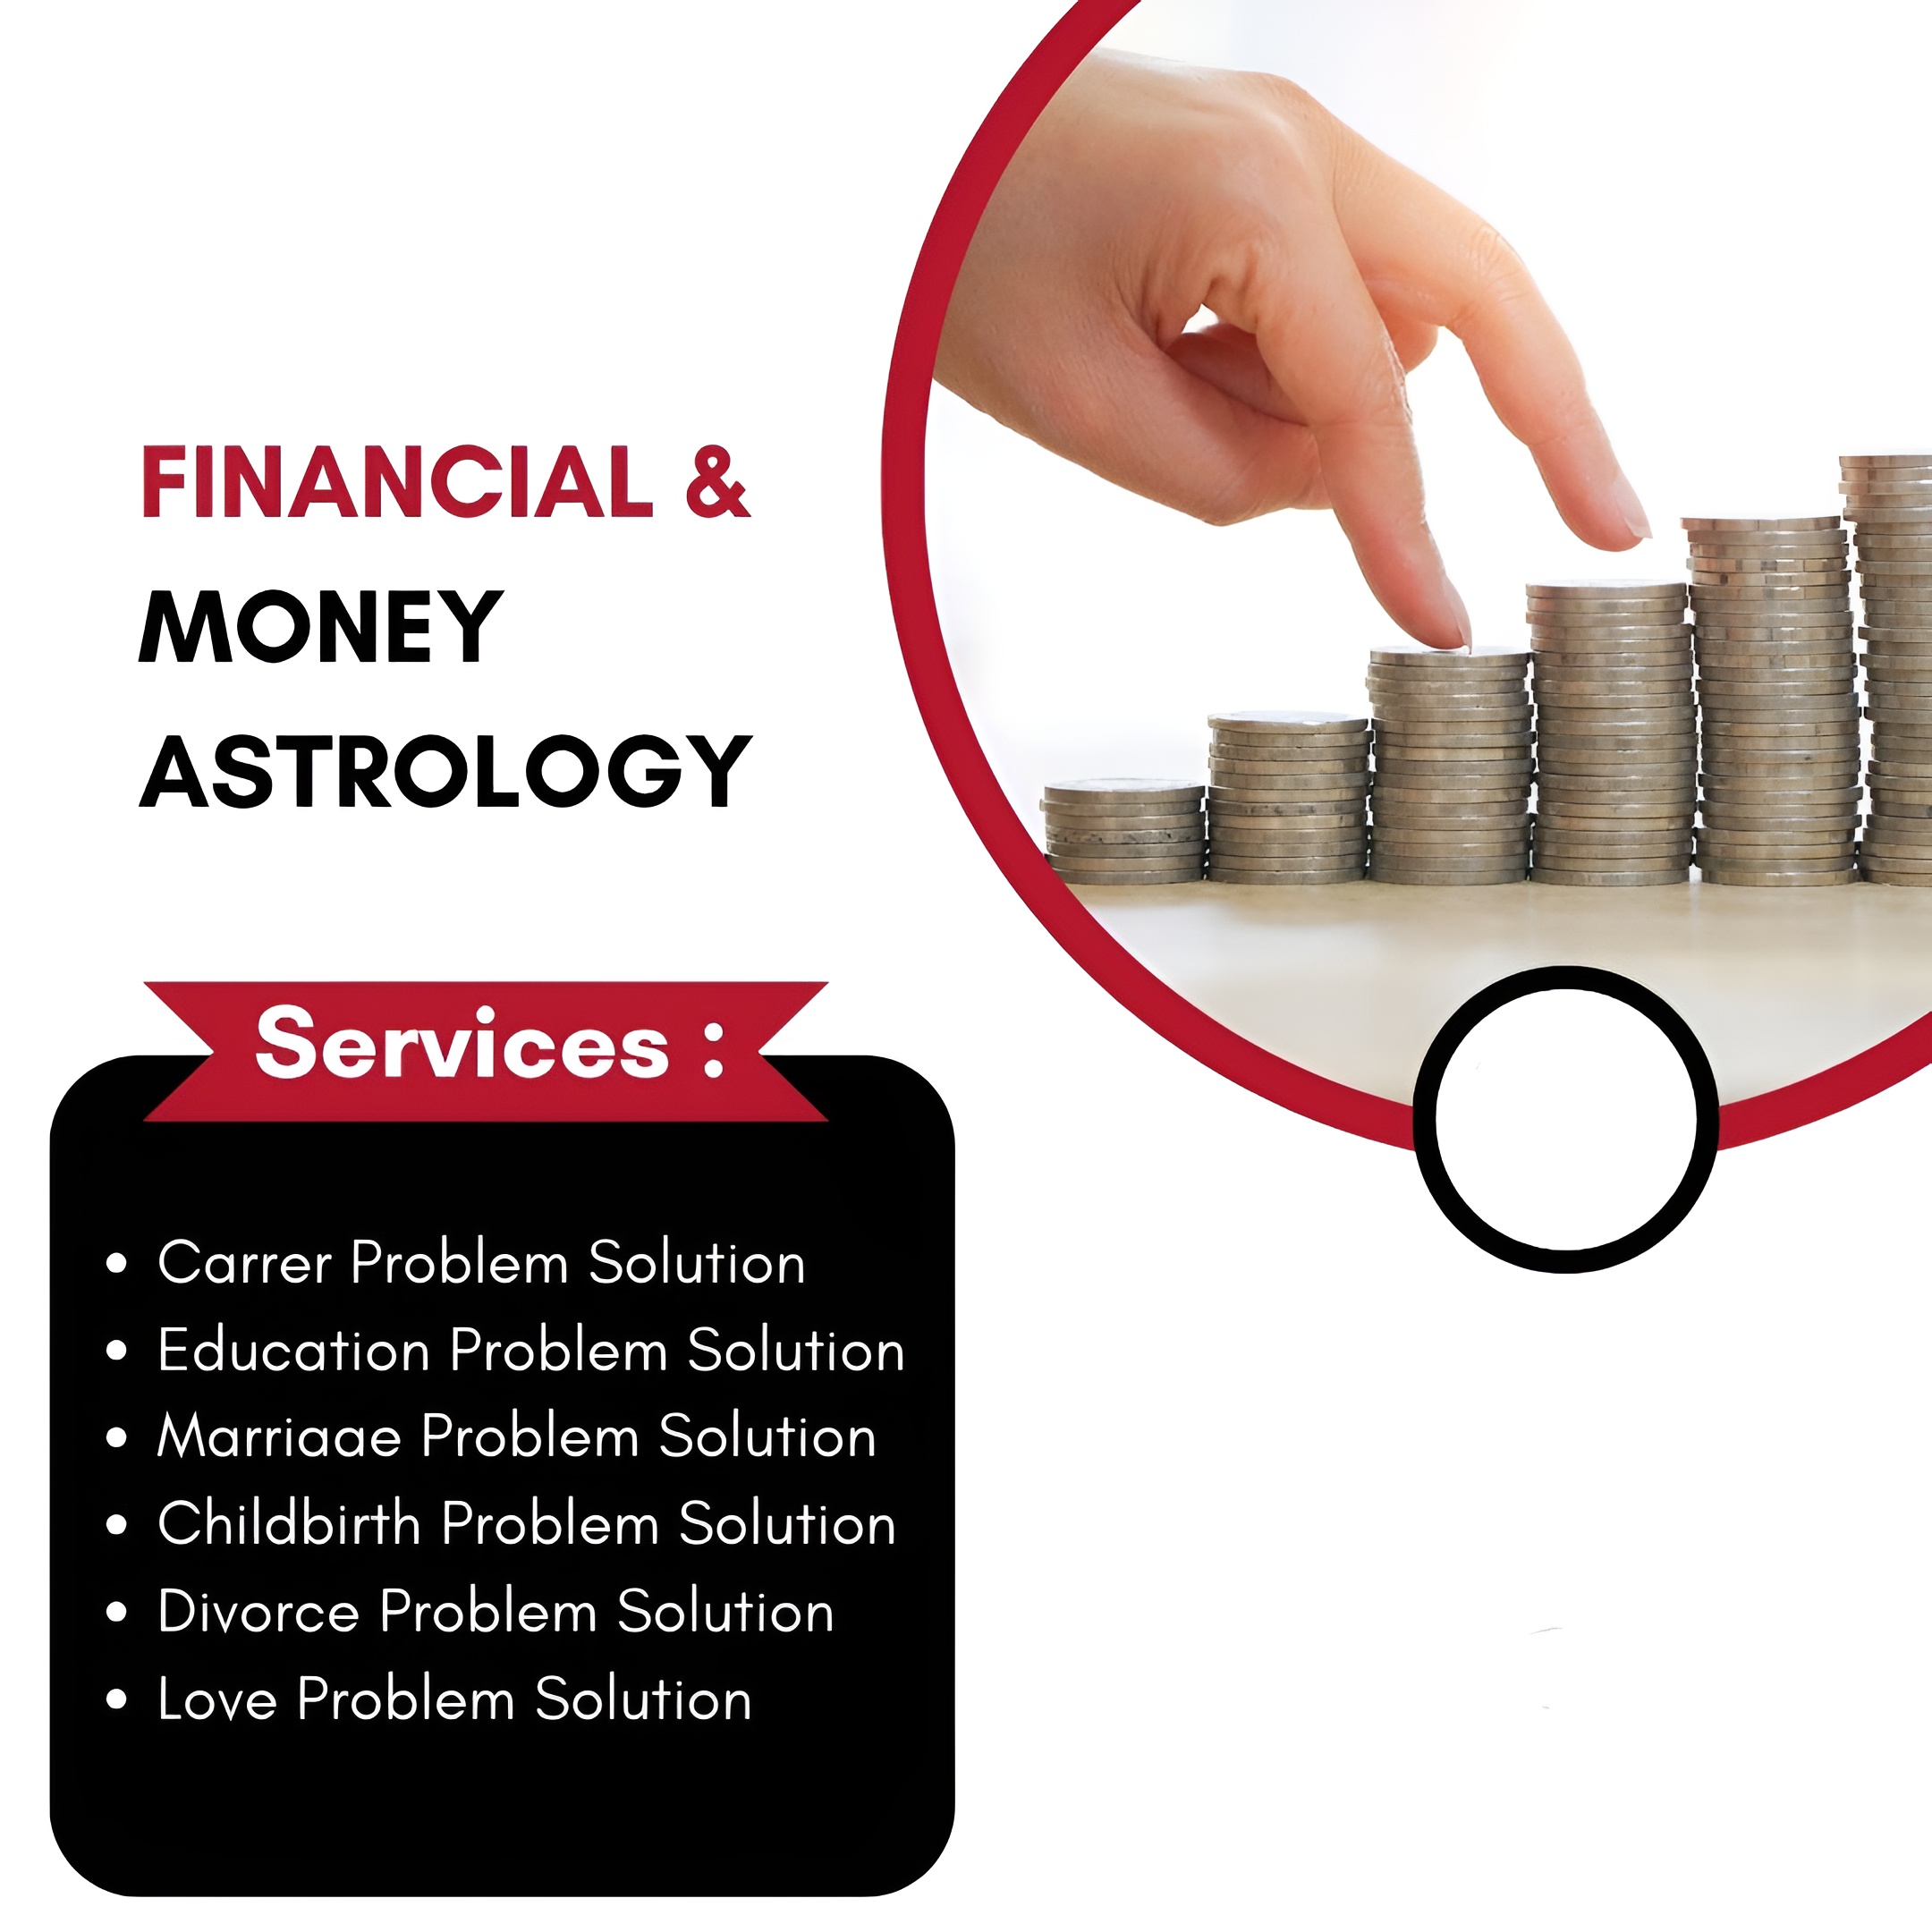 FINANCIAL &
MONEY
ASTROLOGY
Services :
• Carrer Problem Solution
• Education Problem Solution
• Marriaae Problem Solution
• Childbirth Problem Solution
• Divorce Problem Solution
• Love Problem Solution